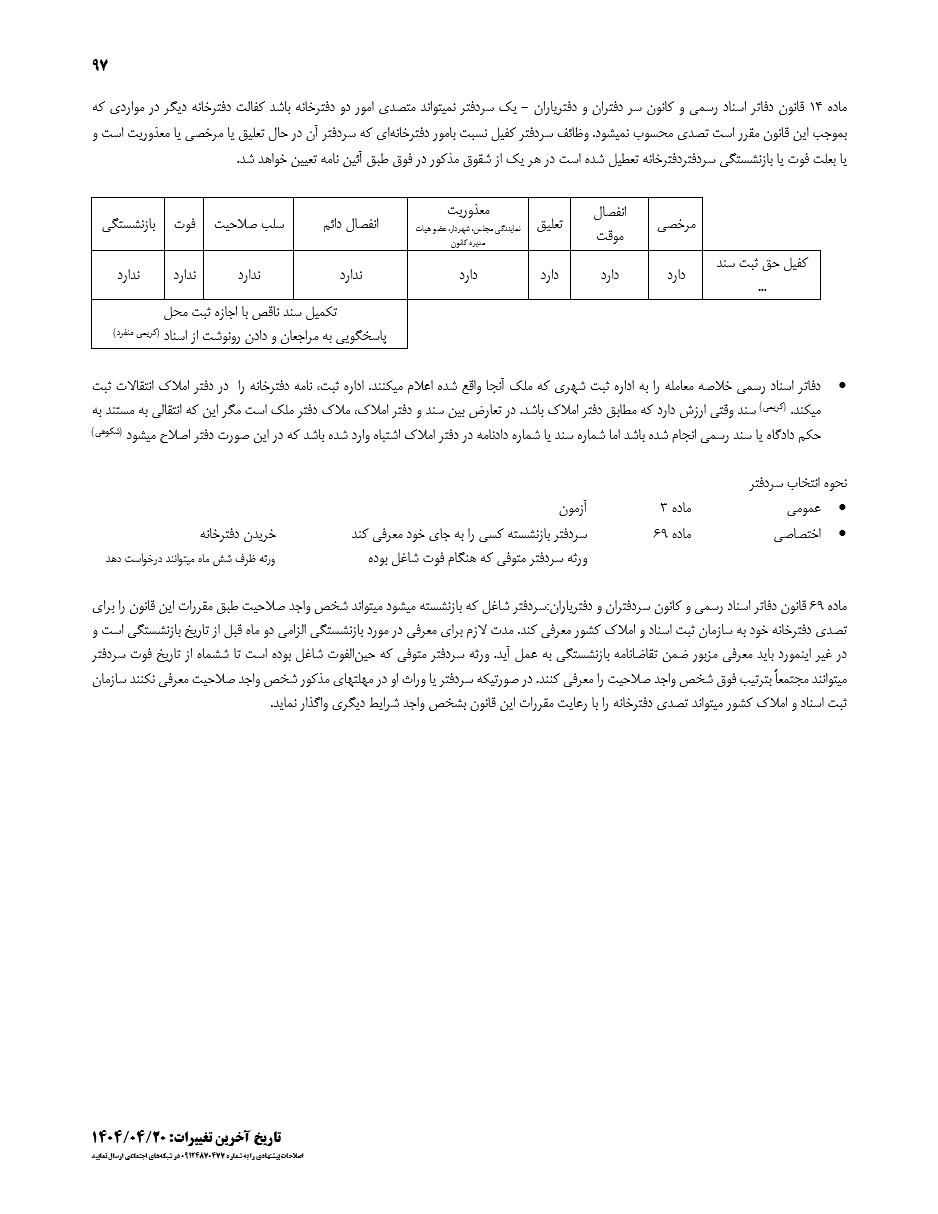 ۹۷
ماده ۱۴ قانون دفاتر اسناد رسمی و کانون سر دفتران و دفتریاران – یک سردفتر نمیتواند متصدی امور دو دفترخانه باشد کفالت دفترخانه دیگر در مواردی که
بموجب این قانون مقرر است تصدی محسوب نمیشود. وظائف سردفتر کفیل نسبت بامور دفترخانه‌ای که سردفتر آن در حال تعلیق یا مرخصی یا معذوریت است و
یا بعلت فوت یا بازنشستگی سردفتردفترخانه تعطیل شده است در هر یک از شقوق مذکور در فوق طبق آئین نامه تعیین خواهد شد.
مرخصی انفصال موقت تعلیق معذوریت نمایندگی مجلس، شهردار، عضو هیات مدیره کانون انفصال دائم سلب صلاحیت فوت بازنشستگی
کفیل حق ثبت سند ... دارد دارد دارد دارد ندارد ندارد ندارد ندارد
تکمیل سند ناقص با اجازه ثبت محل
پاسخگویی به مراجعان و دادن رونوشت از اسناد (کریمی منفرد)
• دفاتر اسناد رسمی خلاصه معامله را به اداره ثبت شهری که ملک آنجا واقع شده اعلام میکنند. اداره ثبت، نامه دفترخانه را در دفتر املاک انتقالات ثبت
میکند. (کریمی) سند وقتی ارزش دارد که مطابق دفتر املاک باشد. در تعارض بین سند و دفتر املاک، ملاک دفتر ملک است مگر این که انتقالی به مستند به
حکم دادگاه یا سند رسمی انجام شده باشد اما شماره سند یا شماره دادنامه در دفتر املاک اشتباه وارد شده باشد که در این صورت دفتر اصلاح میشود (شکوهی)
نحوه انتخاب سردفتر
• عمومی ماده ۳ آزمون
• اختصاصی ماده ۶۹ سردفتر بازنشسته کسی را به جای خود معرفی کند خریدن دفترخانه
ورثه سردفتر متوفی که هنگام فوت شاغل بوده ورثه ظرف شش ماه میتوانند درخواست دهد
ماده ۶۹ قانون دفاتر اسناد رسمی و کانون سردفتران و دفتریاران:سردفتر شاغل که بازنشسته میشود میتواند شخص واجد صلاحیت طبق مقررات این قانون را برای
تصدی دفترخانه خود به سازمان ثبت اسناد و املاک کشور معرفی کند. مدت لازم برای معرفی در مورد بازنشستگی الزامی دو ماه قبل از تاریخ بازنشستگی است و
در غیر اینمورد باید معرفی مزبور ضمن تقاضانامه بازنشستگی به عمل آید. ورثه سردفتر متوفی که حین‌الفوت شاغل بوده است تا ششماه از تاریخ فوت سردفتر
میتوانند مجتمعاً بترتیب فوق شخص واجد صلاحیت را معرفی کنند. در صورتیکه سردفتر یا وراث او در مهلتهای مذکور شخص واجد صلاحیت معرفی نکنند سازمان
ثبت اسناد و املاک کشور میتواند تصدی دفترخانه را با رعایت مقررات این قانون بشخص واجد شرایط دیگری واگذار نماید.
تاریخ آخرین تغییرات: ۱۴۰۴/۰۴/۲۰
اصلاحات پیشنهادی را به شماره ۰۹۱۲۴۸۷۰۴۷۷ در شبکه‌های اجتماعی ارسال نمایید